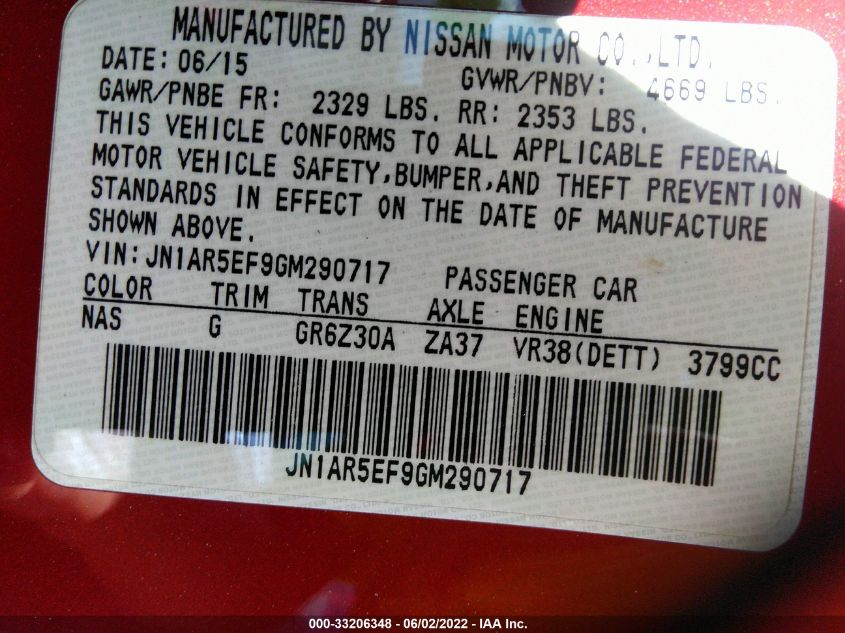 MANUFACTURED BY NISSAN MOTOR CO.,LTD.
DATE: 06/15 GVWR/PNBV: 4669 LBS.
GAWR/PNBE FR: 2329 LBS. RR: 2353 LBS.
THIS VEHICLE CONFORMS TO ALL APPLICABLE FEDERAL
MOTOR VEHICLE SAFETY,BUMPER,AND THEFT PREVENTION
STANDARDS IN EFFECT ON THE DATE OF MANUFACTURE
SHOWN ABOVE.
VIN: JN1AR5EF9GM290717 PASSENGER CAR
COLOR TRIM TRANS AXLE ENGINE
NAS G GR6Z30A ZA37 VR38(DETT) 3799CC
JN1AR5EF9GM290717
000-33206348 - 06/02/2022 - IAA Inc.